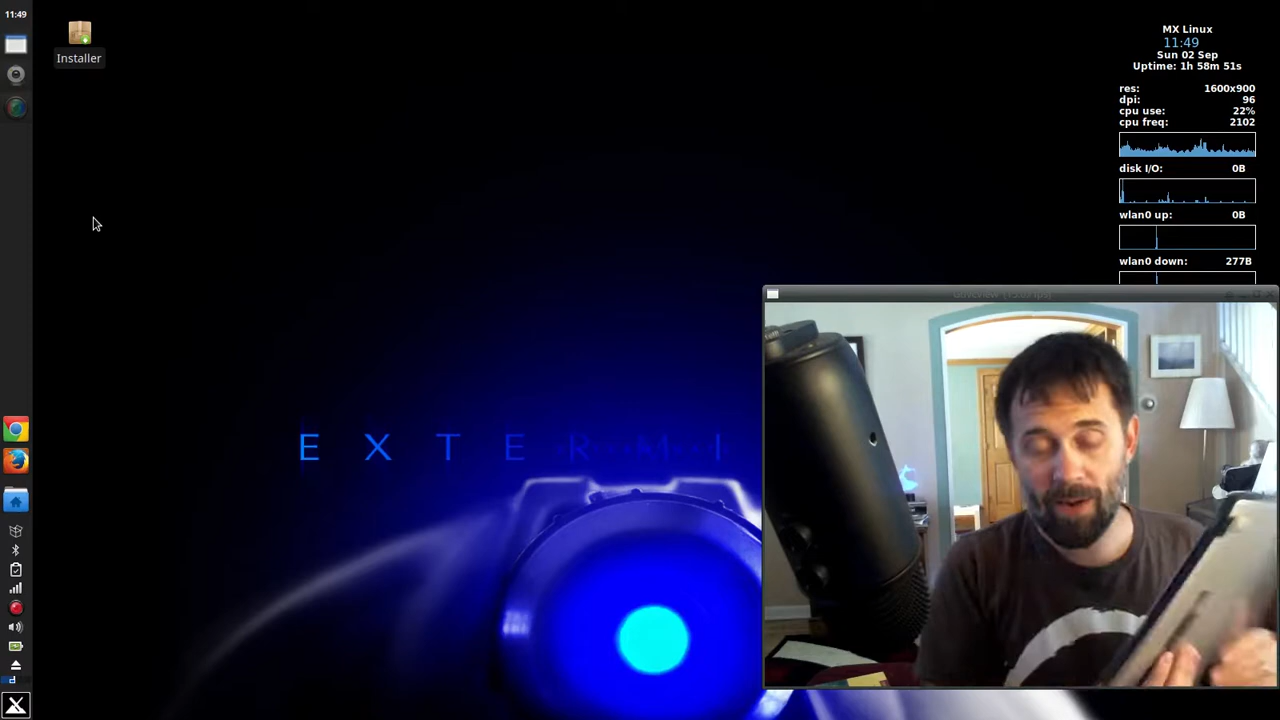 11:49
Installer
MX Linux
11:49
Sun 02 Sep
Uptime: 1h 58m 51s
res: 1600x900
dpi: 96
cpu use: 22%
cpu freq: 2102
disk I/O: 0B
wlan0 up: 0B
wlan0 down: 277B
E X T E R M I